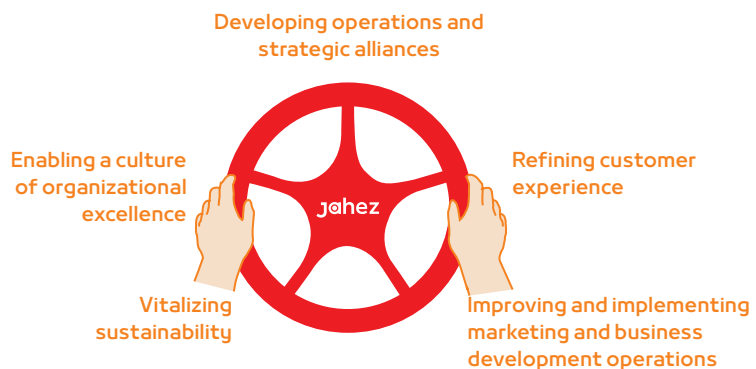 Developing operations and
strategic alliances
Enabling a culture
of organizational
excellence
Refining customer
experience
jahez
Vitalizing
sustainability
Improving and implementing
marketing and business
development operations